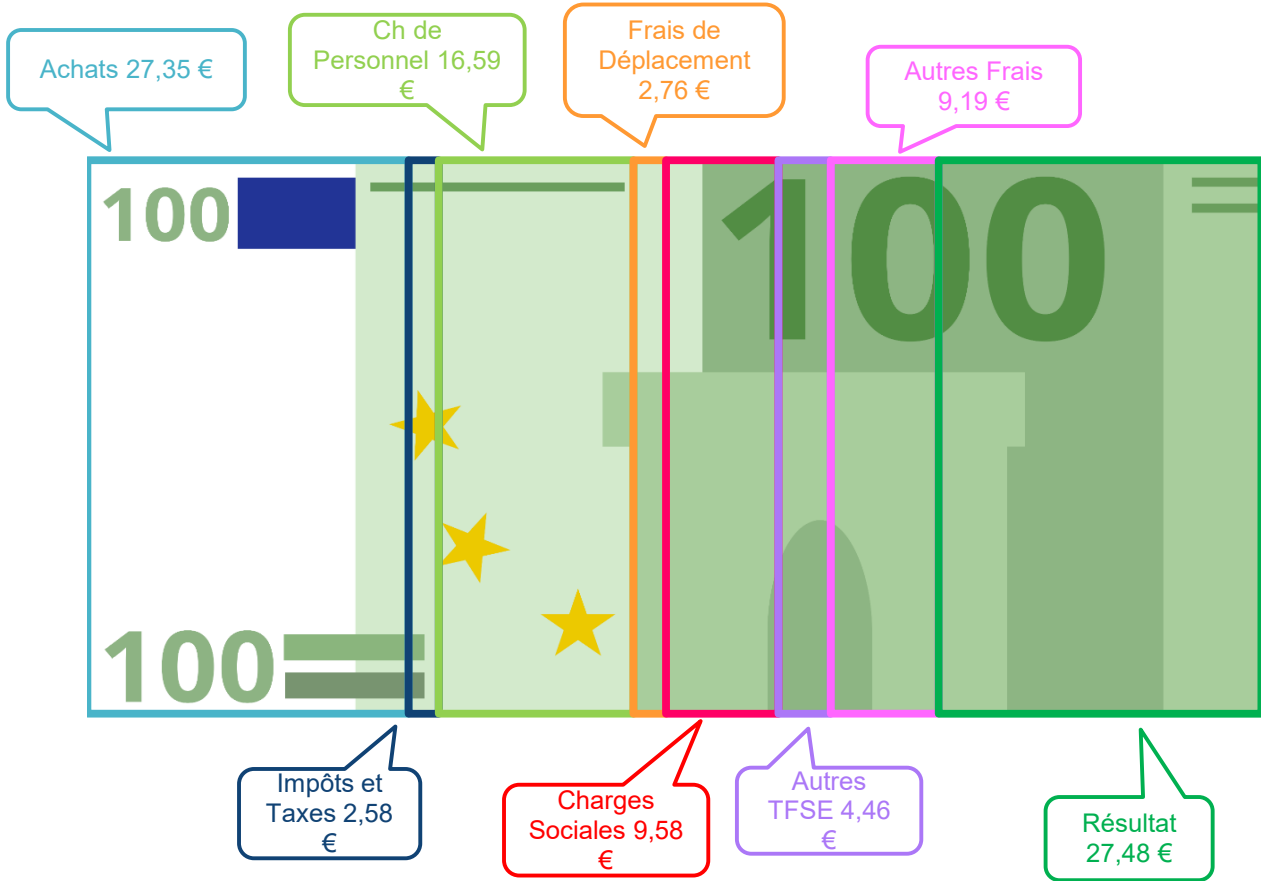 Achats 27,35 €
Ch de
Personnel 16,59
€
Frais de
Déplacement
2,76 €
Autres Frais
9,19 €
100
100
100
Impôts et
Taxes 2,58
€
Charges
Sociales 9,58
€
Autres
TFSE 4,46
€
Résultat
27,48 €